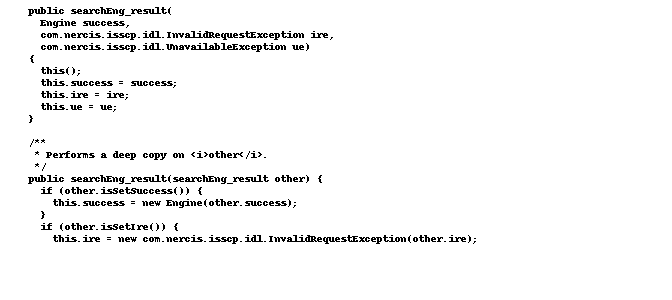 public searchEng_result(
  Engine success,
  com.nercis.isscp.idl.InvalidRequestException ire,
  com.nercis.isscp.idl.UnavailableException ue)
{
  this();
  this.success = success;
  this.ire = ire;
  this.ue = ue;
}

/**
 * Performs a deep copy on <i>other</i>.
 */
public searchEng_result(searchEng_result other) {
  if (other.isSetSuccess()) {
    this.success = new Engine(other.success);
  }
  if (other.isSetIre()) {
    this.ire = new com.nercis.isscp.idl.InvalidRequestException(other.ire);